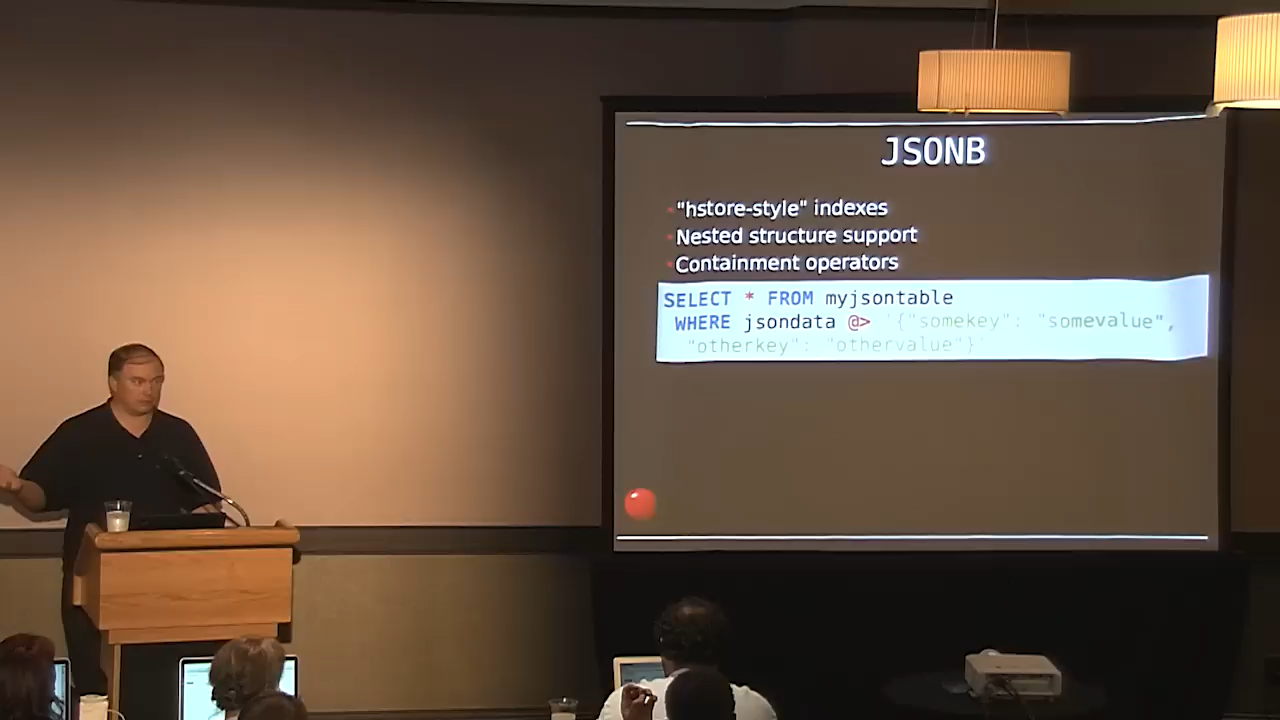 JSONB
"hstore-style" indexes
Nested structure support
Containment operators
SELECT * FROM myjsontable
WHERE jsondata @> '{"somekey": "somevalue",
"otherkey": "othervalue"}'